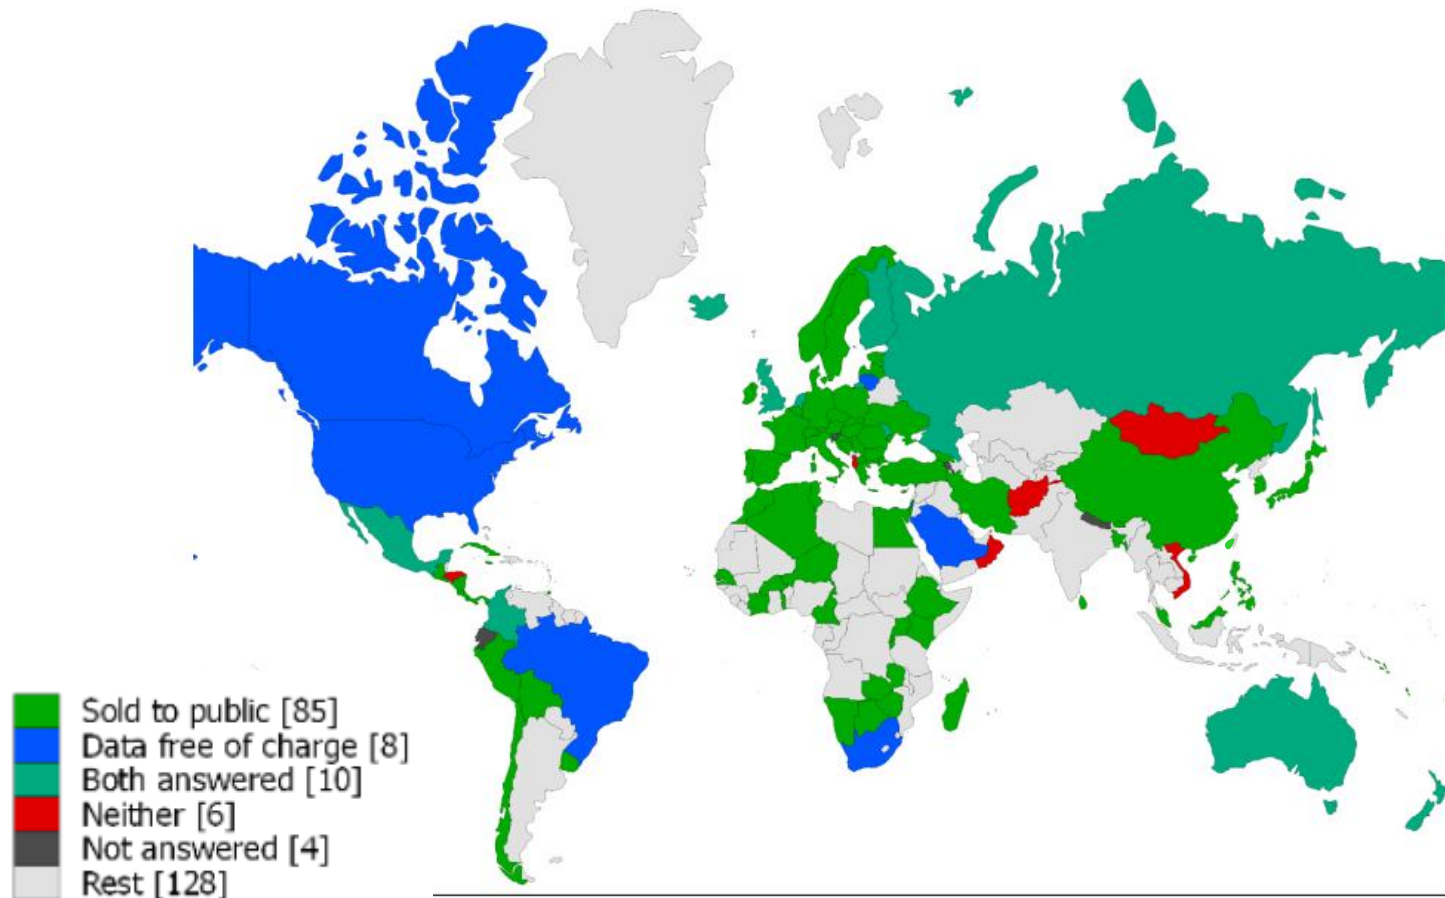 Sold to public [85]
Data free of charge [8]
Both answered [10]
Neither [6]
Not answered [4]
Rest [128]